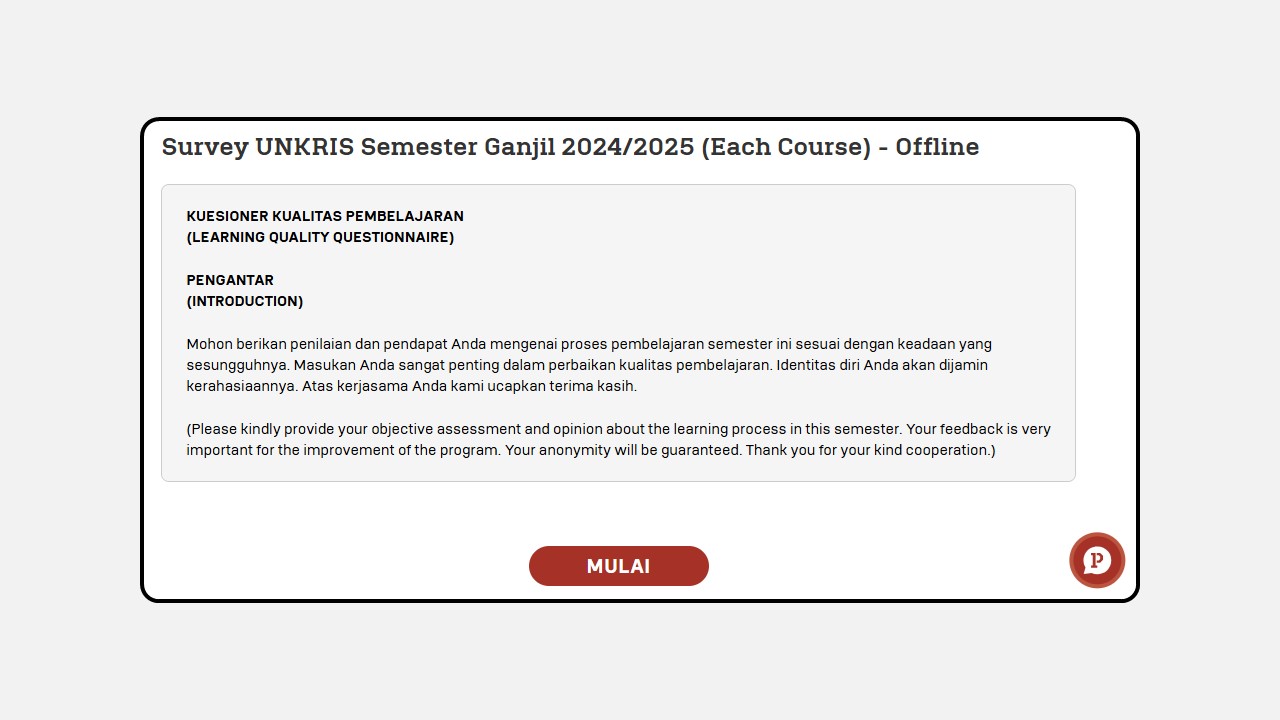 Survey UNKRIS Semester Ganjil 2024/2025 (Each Course) - Offline
KUESIONER KUALITAS PEMBELAJARAN
(LEARNING QUALITY QUESTIONNAIRE)
PENGANTAR
(INTRODUCTION)
Mohon berikan penilaian dan pendapat Anda mengenai proses pembelajaran semester ini sesuai dengan keadaan yang
sesungguhnya. Masukan Anda sangat penting dalam perbaikan kualitas pembelajaran. Identitas diri Anda akan dijamin
kerahasiaannya. Atas kerjasama Anda kami ucapkan terima kasih.
(Please kindly provide your objective assessment and opinion about the learning process in this semester. Your feedback is very
important for the improvement of the program. Your anonymity will be guaranteed. Thank you for your kind cooperation.)
MULAI
P